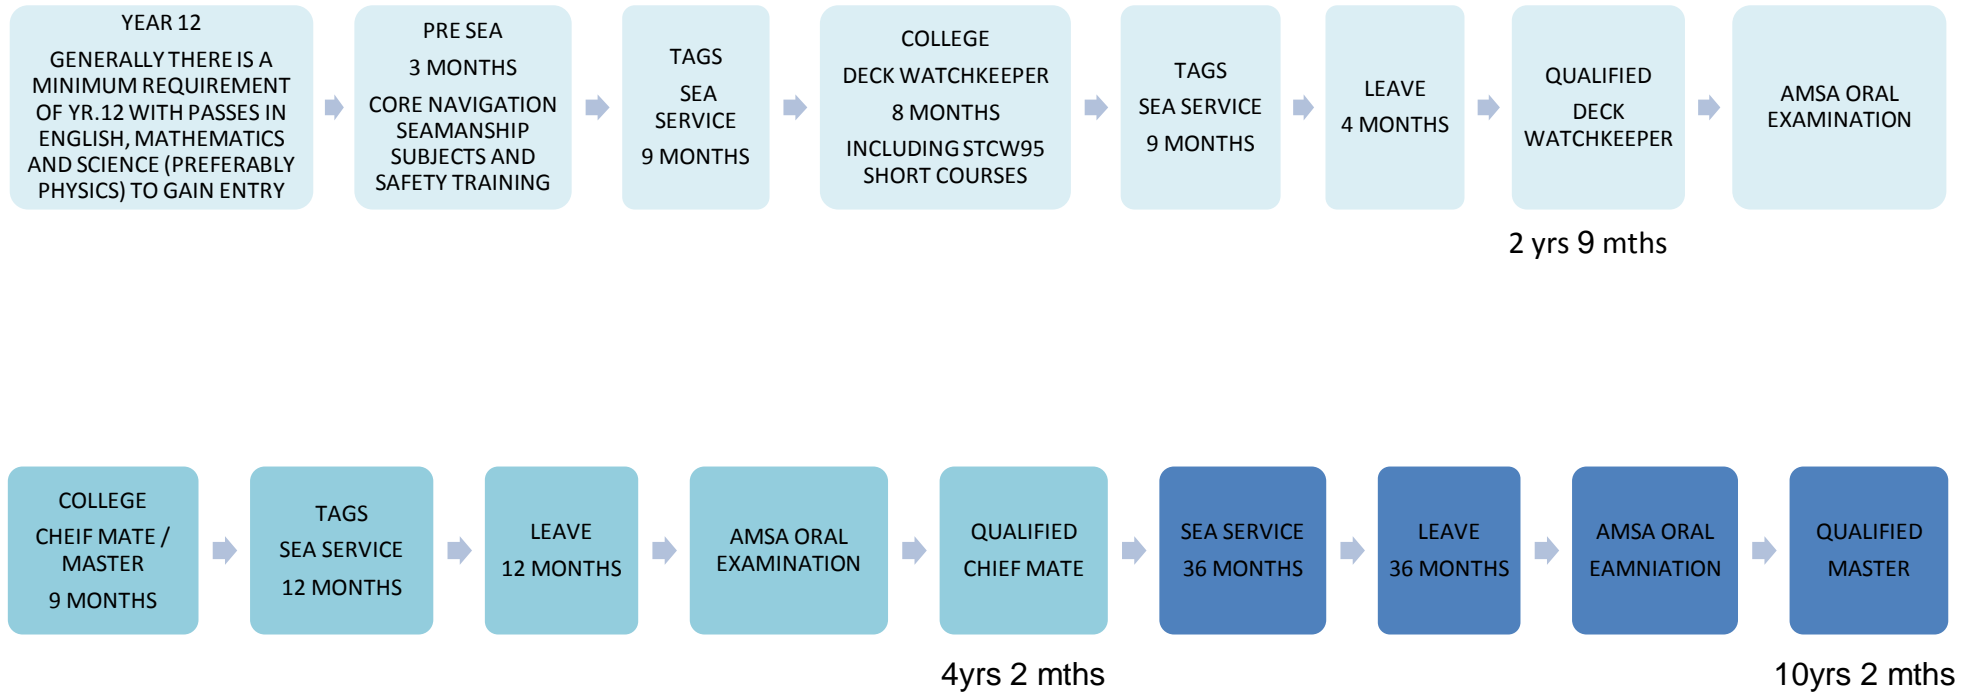 YEAR 12
GENERALLY THERE IS A
MINIMUM REQUIREMENT
OF YR.12 WITH PASSES IN
ENGLISH, MATHEMATICS
AND SCIENCE (PREFERABLY
PHYSICS) TO GAIN ENTRY
PRE SEA
3 MONTHS
CORE NAVIGATION
SEAMANSHIP
SUBJECTS AND
SAFETY TRAINING
TAGS
SEA
SERVICE
9 MONTHS
COLLEGE
DECK WATCHKEEPER
8 MONTHS
INCLUDING STCW95
SHORT COURSES
TAGS
SEA SERVICE
9 MONTHS
LEAVE
4 MONTHS
QUALIFIED
DECK
WATCHKEEPER
AMSA ORAL
EXAMINATION
2 yrs 9 mths
COLLEGE
CHEIF MATE /
MASTER
9 MONTHS
TAGS
SEA SERVICE
12 MONTHS
LEAVE
12 MONTHS
AMSA ORAL
EXAMINATION
QUALIFIED
CHIEF MATE
SEA SERVICE
36 MONTHS
LEAVE
36 MONTHS
AMSA ORAL
EAMNIATION
QUALIFIED
MASTER
4yrs 2 mths
10yrs 2 mths